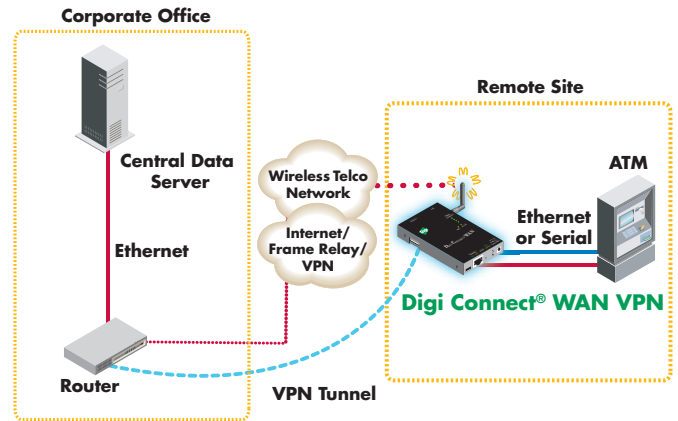 Corporate Office
Remote Site
Central Data
Server
Wireless Telco
Network
ATM
Internet/
Frame Relay/
VPN
Ethernet
or Serial
Ethernet
Digi Connect® WAN VPN
Router
VPN Tunnel